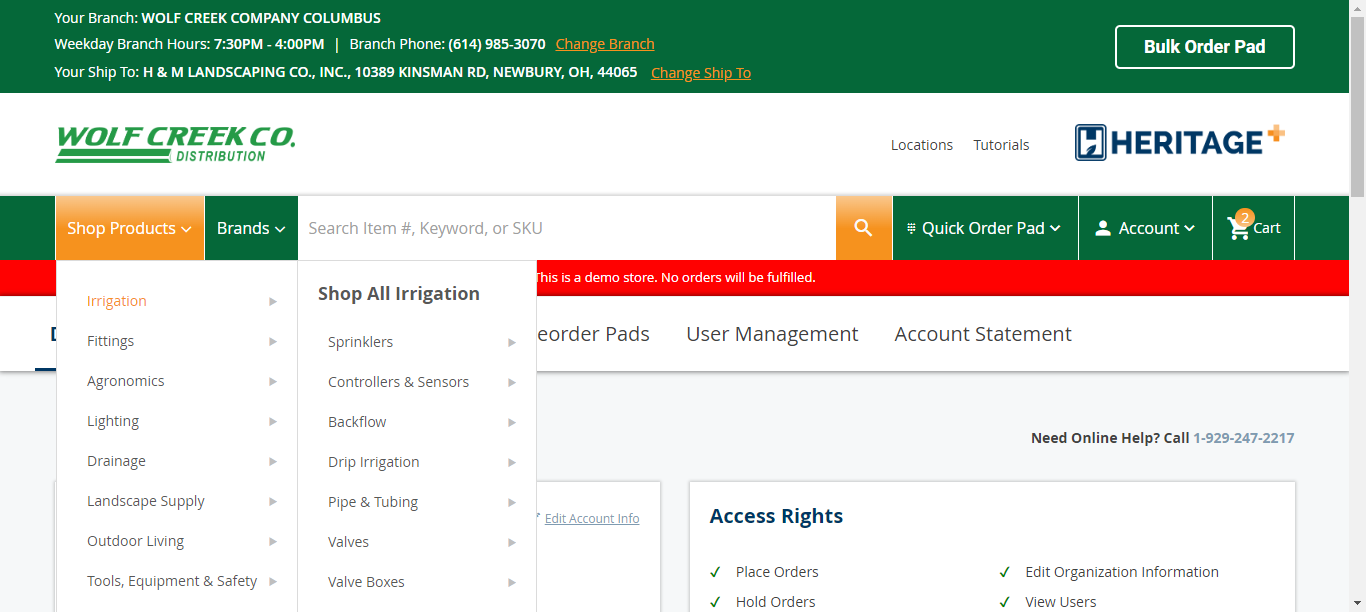 Your Branch: WOLF CREEK COMPANY COLUMBUS
Weekday Branch Hours: 7:30PM - 4:00PM | Branch Phone: (614) 985-3070 Change Branch
Your Ship To: H & M LANDSCAPING CO., INC., 10389 KINSMAN RD, NEWBURY, OH, 44065 Change Ship To
Bulk Order Pad
WOLF CREEK CO.
DISTRIBUTION
Locations Tutorials
HERITAGE+
Shop Products Brands Search Item #, Keyword, or SKU Quick Order Pad Account 2 Cart
This is a demo store. No orders will be fulfilled.
eorder Pads User Management Account Statement
Irrigation
Fittings
Agronomics
Lighting
Drainage
Landscape Supply
Outdoor Living
Tools, Equipment & Safety
Shop All Irrigation
Sprinklers
Controllers & Sensors
Backflow
Drip Irrigation
Pipe & Tubing
Valves
Valve Boxes
Need Online Help? Call 1-929-247-2217
Edit Account Info
Access Rights
✓ Place Orders
✓ Hold Orders
✓ Edit Organization Information
✓ View Users